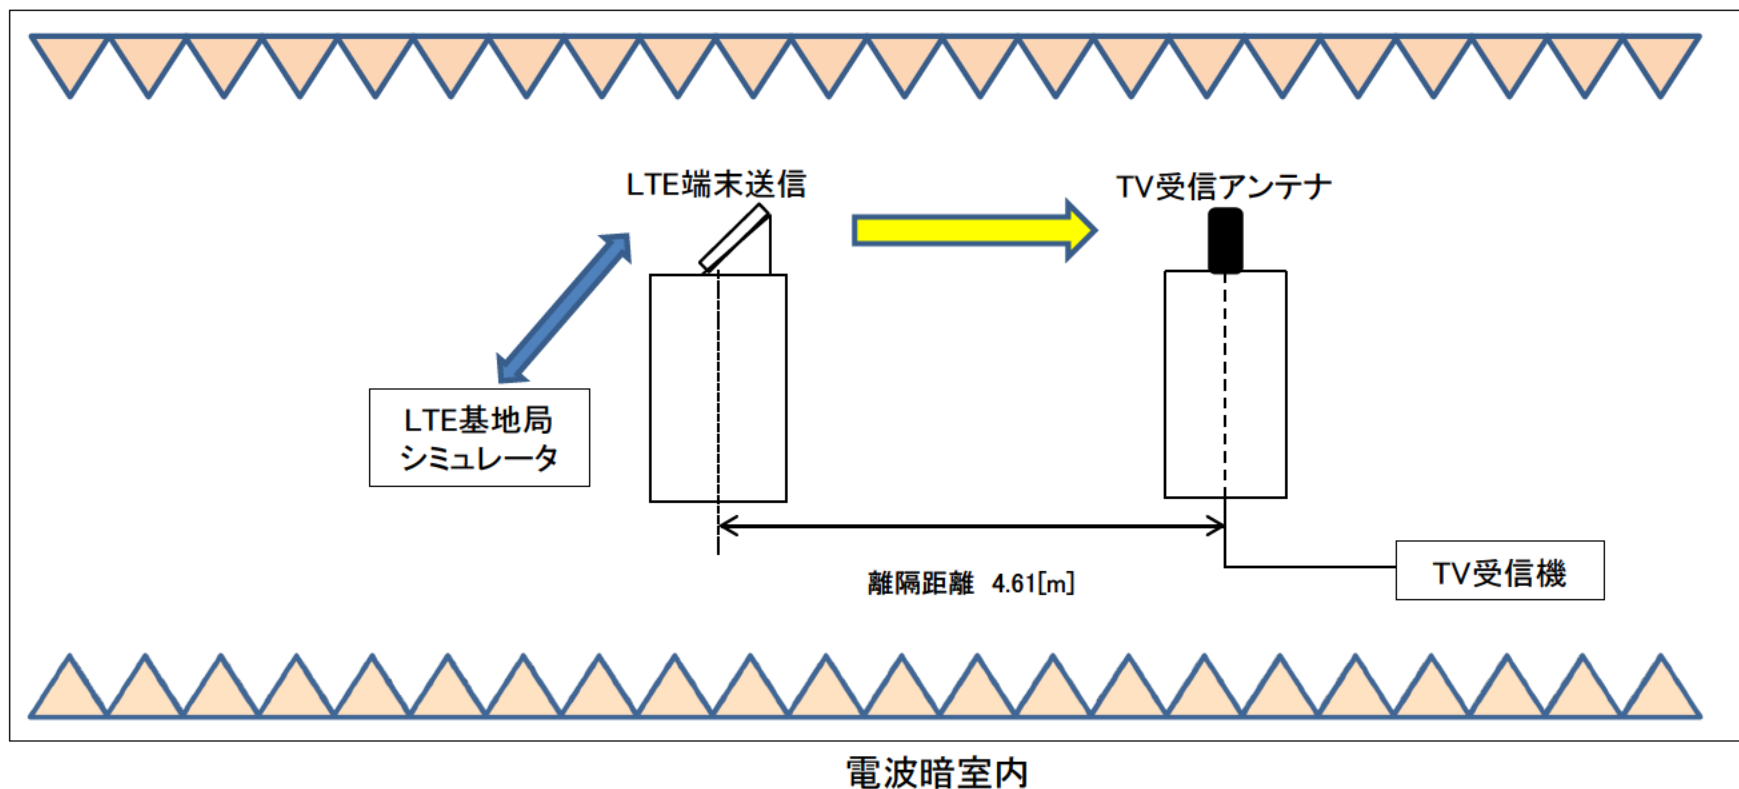 LTE端末送信
TV受信アンテナ
LTE基地局
シミュレータ
離隔距離 4.61[m]
TV受信機
電波暗室内